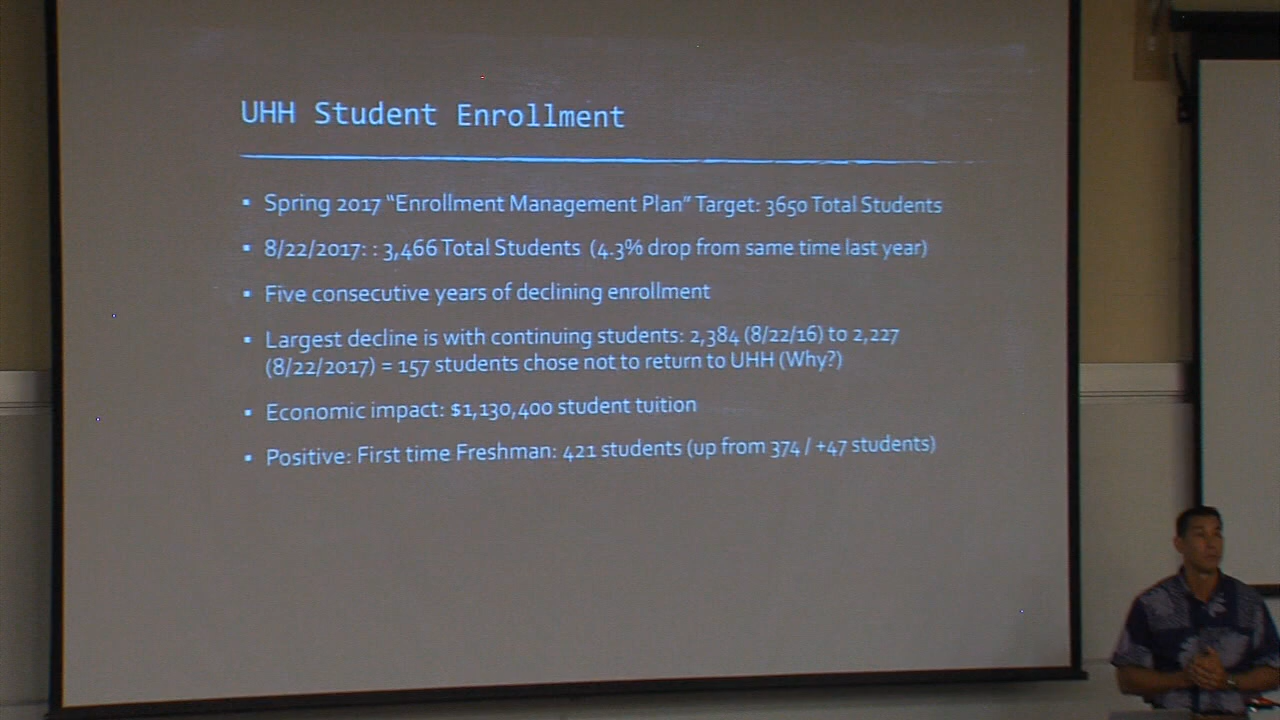 UHH Student Enrollment
▪ Spring 2017 “Enrollment Management Plan” Target: 3650 Total Students
▪ 8/22/2017: : 3,466 Total Students (4.3% drop from same time last year)
▪ Five consecutive years of declining enrollment
▪ Largest decline is with continuing students: 2,384 (8/22/16) to 2,227
(8/22/2017) = 157 students chose not to return to UHH (Why?)
▪ Economic impact: $1,130,400 student tuition
▪ Positive: First time Freshman: 421 students (up from 374 / +47 students)